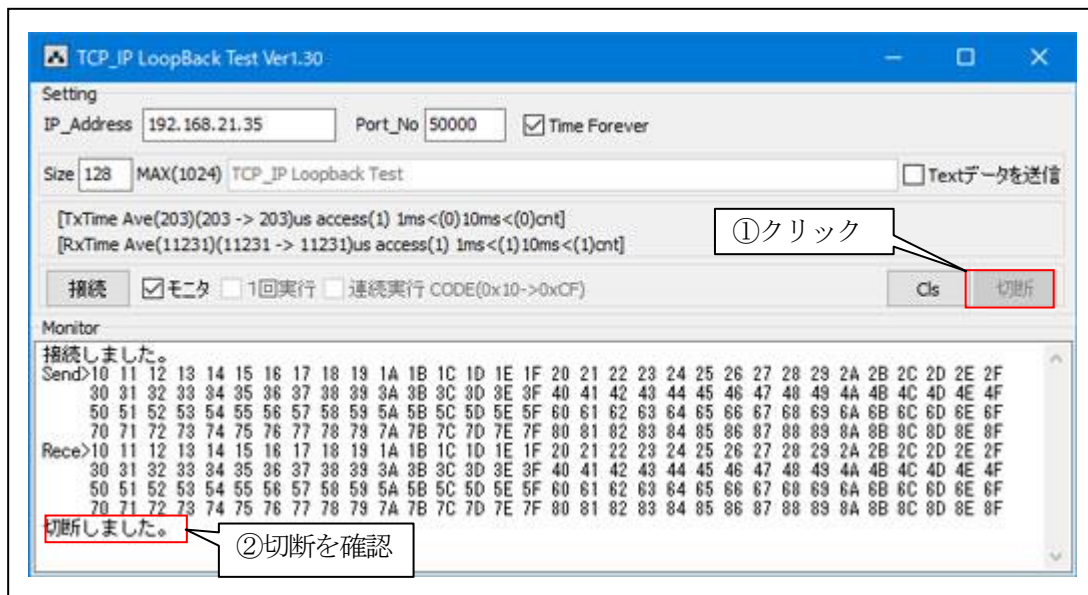 TCP_IP LoopBack Test Ver1.30
Setting
IP_Address 192.168.21.35 Port_No 50000 Time Forever
Size 128 MAX(1024) TCP_IP Loopback Test Textデータを送信
[TxTime Ave(203)(203 -> 203)us access(1) 1ms<(0)10ms<(0)cnt]
[RxTime Ave(11231)(11231 -> 11231)us access(1) 1ms<(1)10ms<(1)cnt]
①クリック
接続 モニタ 1回実行 連続実行 CODE(0x10->0xCF) Cls 切断
Monitor
接続しました。
Send>10 11 12 13 14 15 16 17 18 19 1A 1B 1C 1D 1E 1F 20 21 22 23 24 25 26 27 28 29 2A 2B 2C 2D 2E 2F
30 31 32 33 34 35 36 37 38 39 3A 3B 3C 3D 3E 3F 40 41 42 43 44 45 46 47 48 49 4A 4B 4C 4D 4E 4F
50 51 52 53 54 55 56 57 58 59 5A 5B 5C 5D 5E 5F 60 61 62 63 64 65 66 67 68 69 6A 6B 6C 6D 6E 6F
70 71 72 73 74 75 76 77 78 79 7A 7B 7C 7D 7E 7F 80 81 82 83 84 85 86 87 88 89 8A 8B 8C 8D 8E 8F
Rece>10 11 12 13 14 15 16 17 18 19 1A 1B 1C 1D 1E 1F 20 21 22 23 24 25 26 27 28 29 2A 2B 2C 2D 2E 2F
30 31 32 33 34 35 36 37 38 39 3A 3B 3C 3D 3E 3F 40 41 42 43 44 45 46 47 48 49 4A 4B 4C 4D 4E 4F
50 51 52 53 54 55 56 57 58 59 5A 5B 5C 5D 5E 5F 60 61 62 63 64 65 66 67 68 69 6A 6B 6C 6D 6E 6F
70 71 72 73 74 75 76 77 78 79 7A 7B 7C 7D 7E 7F 80 81 82 83 84 85 86 87 88 89 8A 8B 8C 8D 8E 8F
切断しました。
②切断を確認